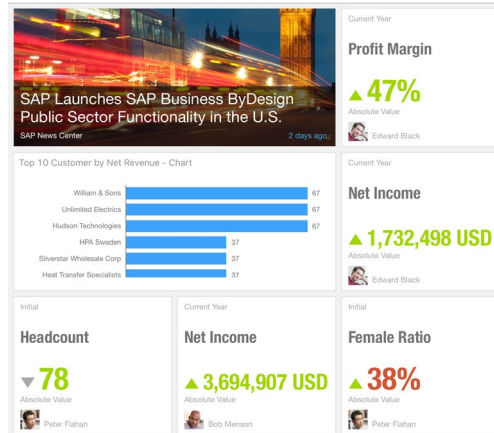 SAP Launches SAP Business ByDesign
Public Sector Functionality in the U.S.
SAP News Center
2 days ago
Current Year
Profit Margin
47%
Absolute Value
Edward Black
Top 10 Customer by Net Revenue - Chart
William & Sons 67
Unlimited Electrics 67
Hudson Technologies 67
HPA Sweden 37
Silverstar Wholesale Corp 37
Heat Transfer Specialists 37
Current Year
Net Income
1,732,498 USD
Absolute Value
Edward Black
Initial
Headcount
78
Absolute Value
Peter Flahan
Current Year
Net Income
3,694,907 USD
Absolute Value
Bob Menson
Initial
Female Ratio
38%
Absolute Value
Peter Flahan